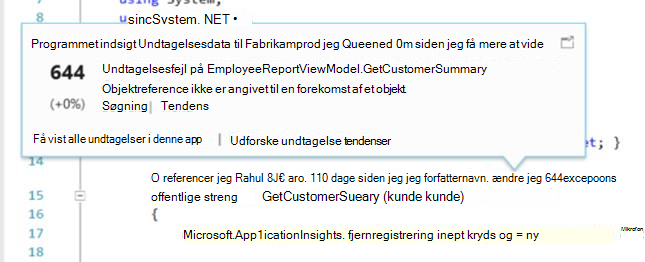 8 usincSvstem. NET •
Programmet indsigt Undtagelsesdata til Fabrikamprod jeg Queened 0m siden jeg få mere at vide
644 Undtagelsesfejl på EmployeeReportViewModel.GetCustomerSummary
Objektreference ikke er angivet til en forekomst af et objekt
(+0%) Søgning | Tendens
Få vist alle undtagelser i denne app | Udforske undtagelse tendenser
et; }
14
O referencer jeg Rahul 8J€ aro. 110 dage siden jeg jeg forfatternavn. ændre jeg 644excepoons
15 offentlige streng GetCustomerSueary (kunde kunde)
16 {
17 Microsoft.App1icationInsights. fjernregistrering inept kryds og = ny Mikrofon
18